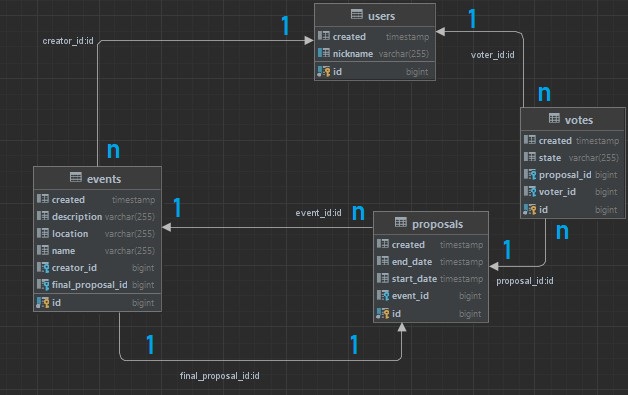 users
created timestamp
nickname varchar(255)
id bigint
1
1
creator_id:id
voter_id:id
n
n
votes
created timestamp
state varchar(255)
proposal_id bigint
voter_id bigint
id bigint
events
created timestamp
description varchar(255)
location varchar(255)
name varchar(255)
creator_id bigint
final_proposal_id bigint
id bigint
1
event_id:id
n
proposals
created timestamp
end_date timestamp
start_date timestamp
event_id bigint
id bigint
n
1
proposal_id:id
1
1
final_proposal_id:id